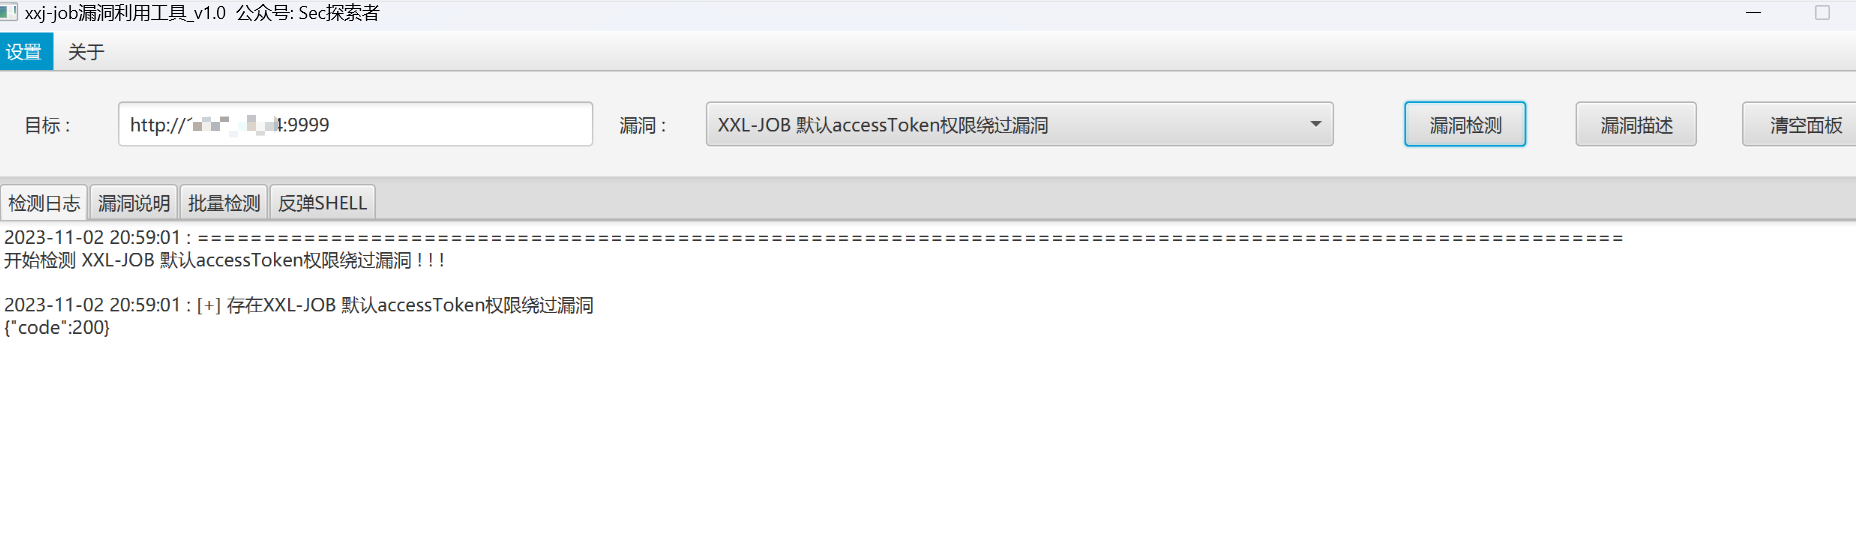 xxj-job漏洞利用工具_v1.0 公众号: Sec探索者
设置 关于
目标 : http:// :9999 漏洞 : XXL-JOB 默认accessToken权限绕过漏洞 漏洞检测 漏洞描述 清空面板
检测日志 漏洞说明 批量检测 反弹SHELL
2023-11-02 20:59:01 : ===========================================================================================================
开始检测 XXL-JOB 默认accessToken权限绕过漏洞 ! ! !
2023-11-02 20:59:01 : [+] 存在XXL-JOB 默认accessToken权限绕过漏洞
{"code":200}